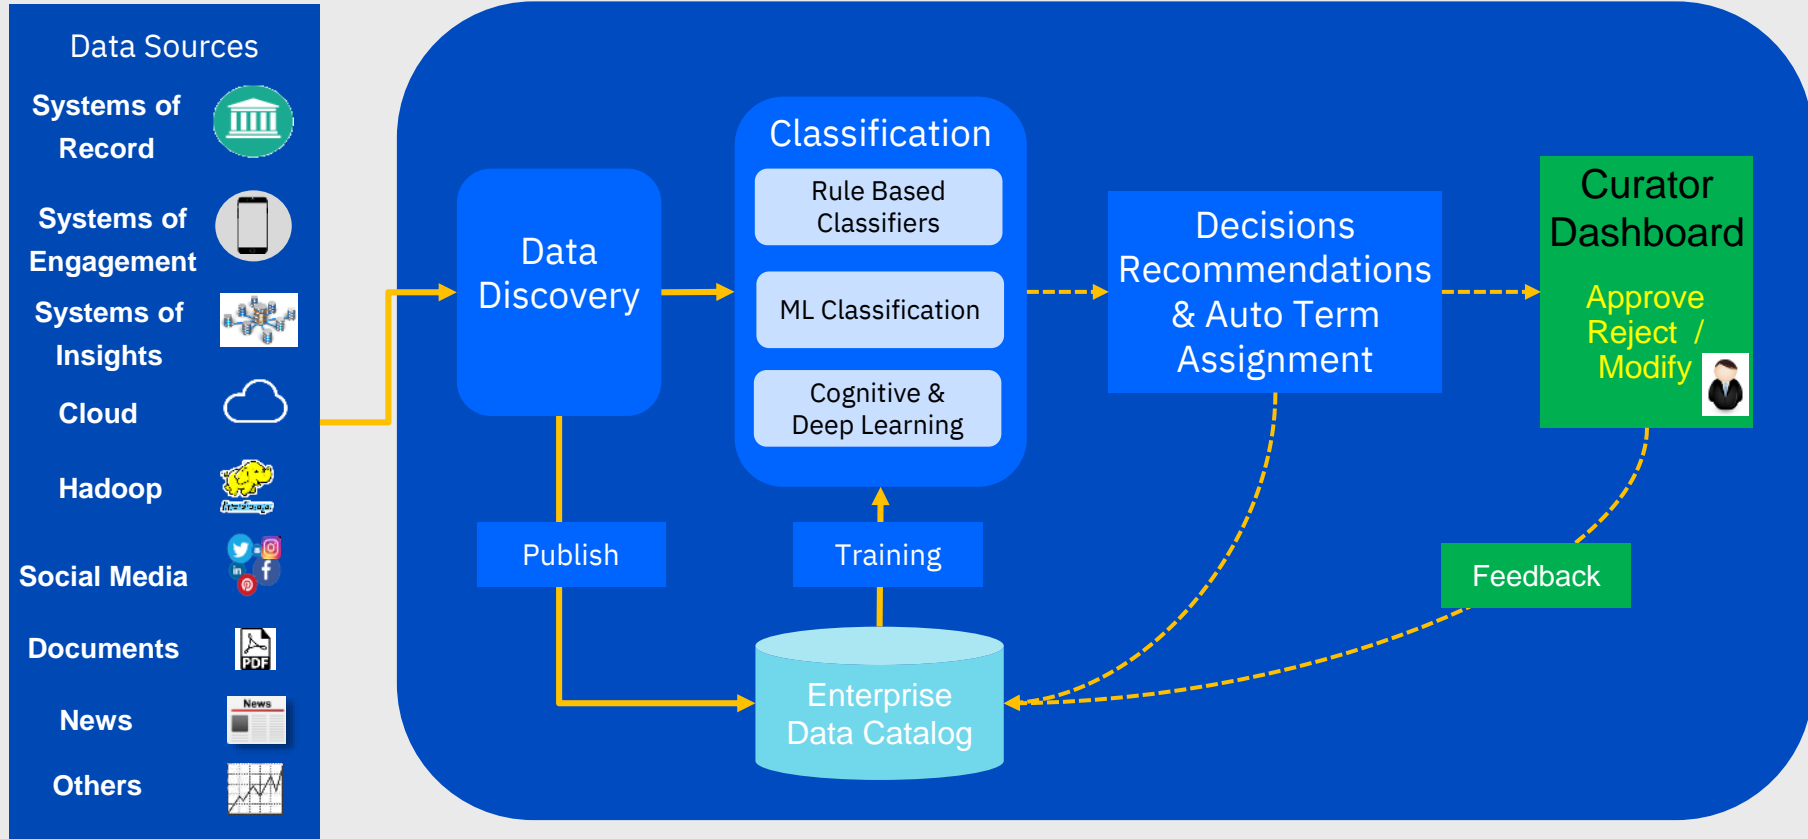 Data Sources
Systems of
Record
Systems of
Engagement
Systems of
Insights
Cloud
Hadoop
Social Media
in
f
Documents
PDF
News
News
Others
Data
Discovery
Publish
Classification
Rule Based
Classifiers
ML Classification
Cognitive &
Deep Learning
Training
Enterprise
Data Catalog
Decisions
Recommendations
& Auto Term
Assignment
Curator
Dashboard
Approve
Reject /
Modify
Feedback